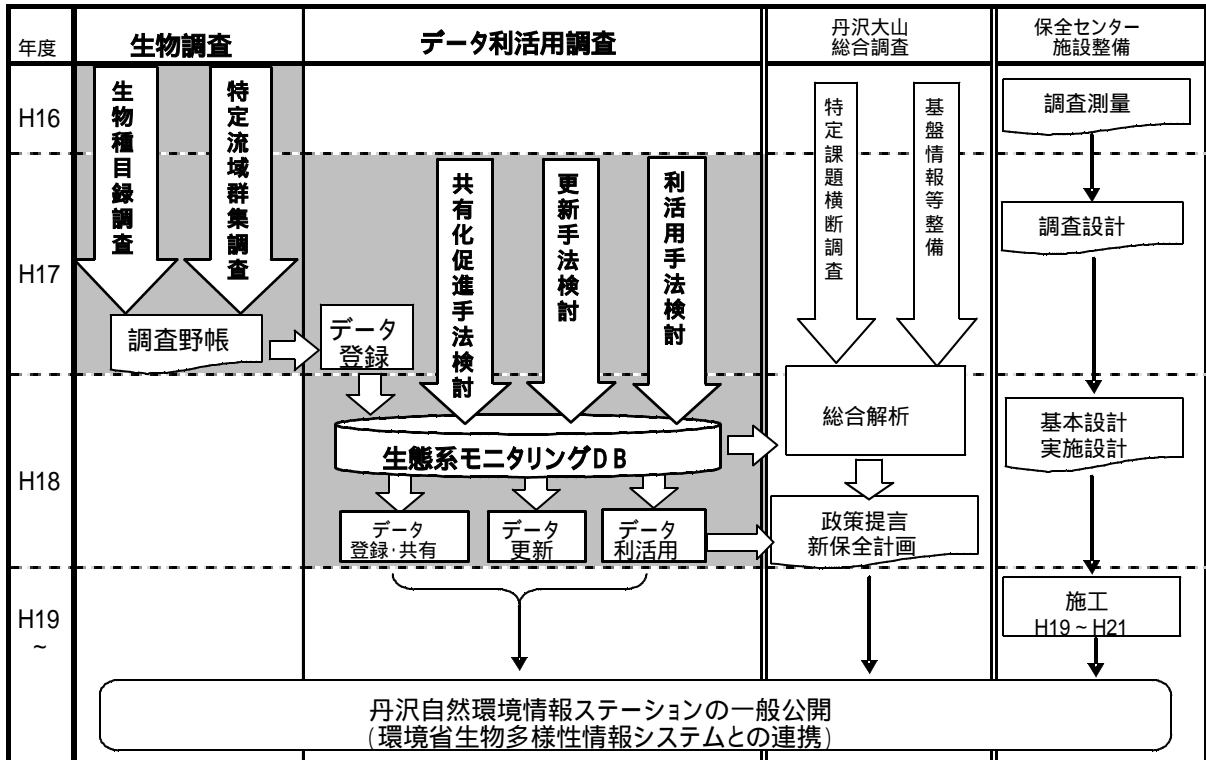 年度
生物調査
データ利活用調査
丹沢大山
総合調査
保全センター
施設整備
H16
生物種目録調査
特定流域群集調査
特定課題横断調査
基盤情報等整備
調査測量
H17
共有化促進手法検討
更新手法検討
利活用手法検討
調査設計
調査野帳
データ
登録
H18
生態系モニタリングDB
総合解析
基本設計
実施設計
データ
登録・共有
データ
更新
データ
利活用
政策提言
新保全計画
H19
~
施工
H19~H21
丹沢自然環境情報ステーションの一般公開
(環境省生物多様性情報システムとの連携)